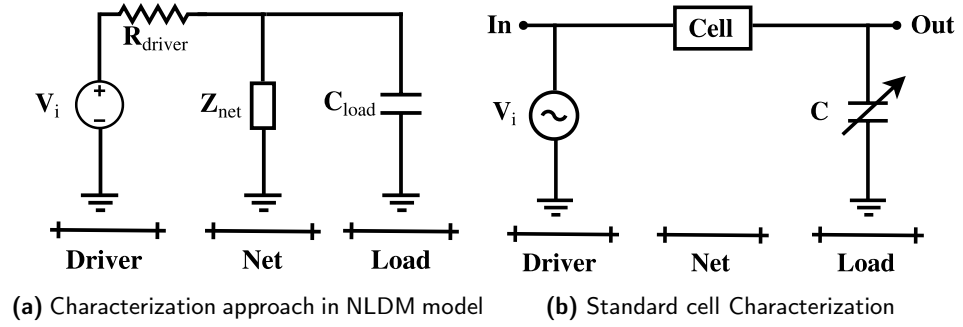 R_driver
V_i
+
−
Z_net
C_load
Driver
Net
Load
(a) Characterization approach in NLDM model
In
Cell
Out
V_i
C
Driver
Net
Load
(b) Standard cell Characterization